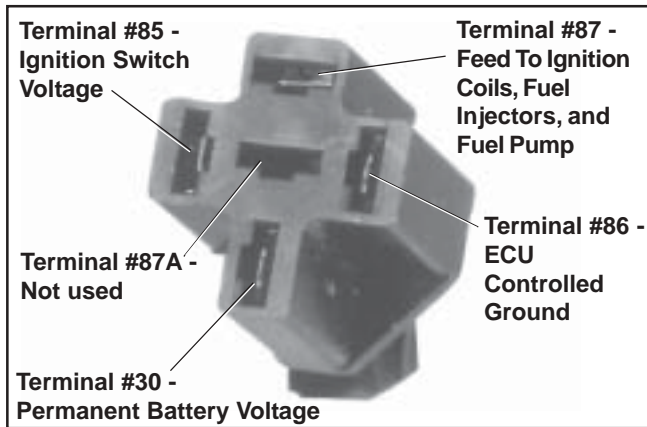 Terminal #85 -
Ignition Switch
Voltage
Terminal #87 -
Feed To Ignition
Coils, Fuel
Injectors, and
Fuel Pump
Terminal #86 -
ECU
Controlled
Ground
Terminal #87A -
Not used
Terminal #30 -
Permanent Battery Voltage